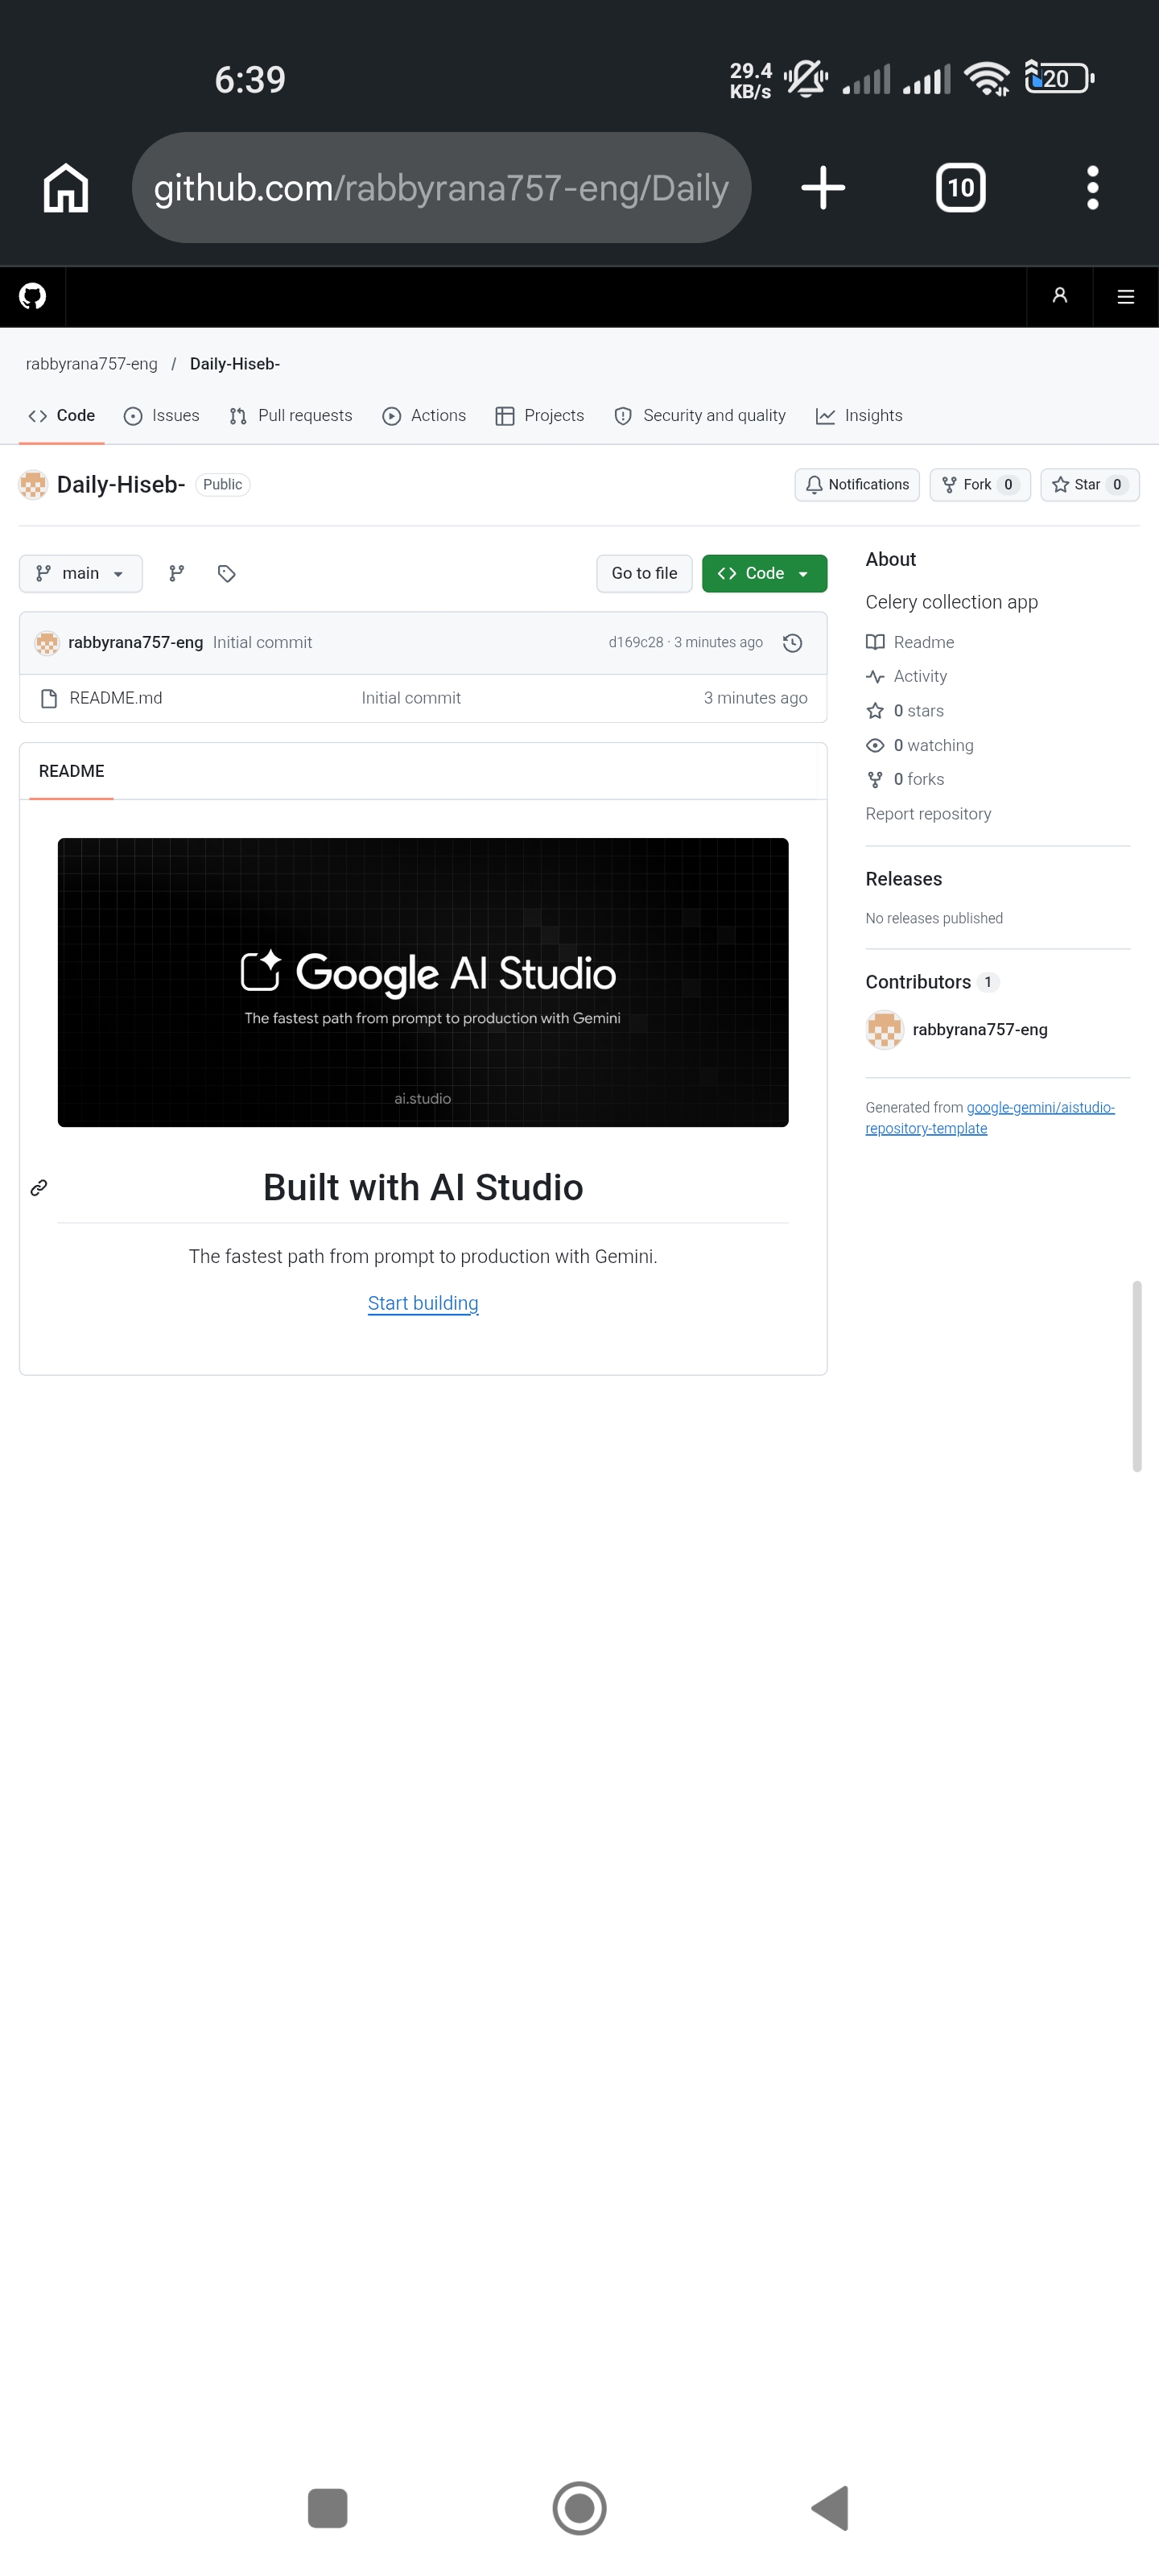 6:39
29.4
KB/s
20
github.com/rabbyrana757-eng/Daily
10
rabbyrana757-eng / Daily-Hiseb-
Code Issues Pull requests Actions Projects Security and quality Insights
Daily-Hiseb- Public
Notifications Fork 0 Star 0
main Go to file Code
rabbyrana757-eng Initial commit d169c28 · 3 minutes ago
README.md Initial commit 3 minutes ago
README
Google AI Studio
The fastest path from prompt to production with Gemini
ai.studio
Built with AI Studio
The fastest path from prompt to production with Gemini.
Start building
About
Celery collection app
Readme
Activity
0 stars
0 watching
0 forks
Report repository
Releases
No releases published
Contributors 1
rabbyrana757-eng
Generated from google-gemini/aistudio-
repository-template